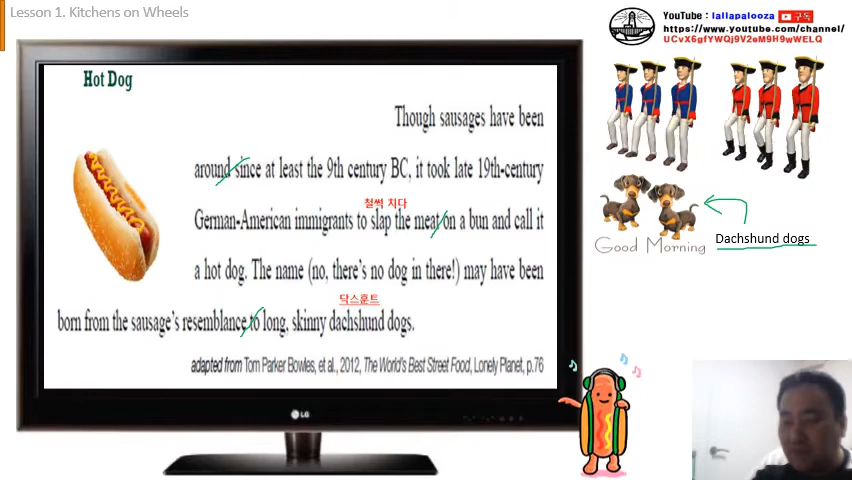 Lesson 1. Kitchens on Wheels
YouTube : lallapalooza 구독
https://www.youtube.com/channel/
UCvX6gfYWQj9V2eM9H9wWELQ
Hot Dog
Though sausages have been
around since at least the 9th century BC, it took late 19th-century
철썩 치다
German-American immigrants to slap the meat on a bun and call it
a hot dog. The name (no, there's no dog in there!) may have been
닥스훈트
born from the sausage's resemblance to long, skinny dachshund dogs.
adapted from Tom Parker Bowles, et al., 2012, The World's Best Street Food, Lonely Planet, p.76
LG
Good Morning
Dachshund dogs